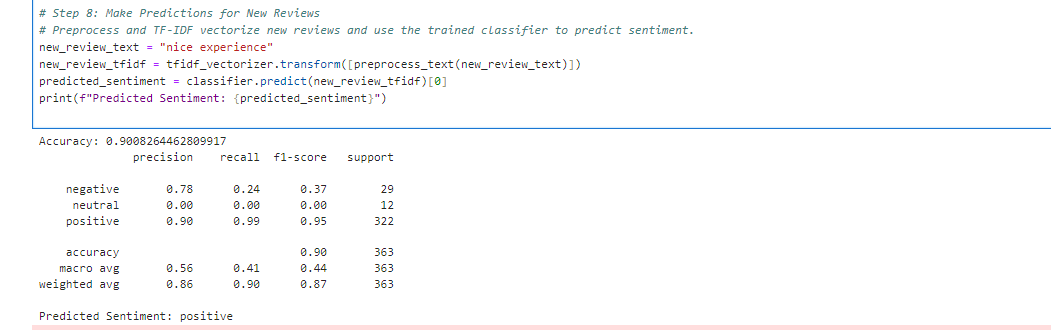 # Step 8: Make Predictions for New Reviews
# Preprocess and TF-IDF vectorize new reviews and use the trained classifier to predict sentiment.
new_review_text = "nice experience"
new_review_tfidf = tfidf_vectorizer.transform([preprocess_text(new_review_text)])
predicted_sentiment = classifier.predict(new_review_tfidf)[0]
print(f"Predicted Sentiment: {predicted_sentiment}")
Accuracy: 0.9008264462809917
precision recall f1-score support
negative 0.78 0.24 0.37 29
neutral 0.00 0.00 0.00 12
positive 0.90 0.99 0.95 322
accuracy 0.90 363
macro avg 0.56 0.41 0.44 363
weighted avg 0.86 0.90 0.87 363
Predicted Sentiment: positive